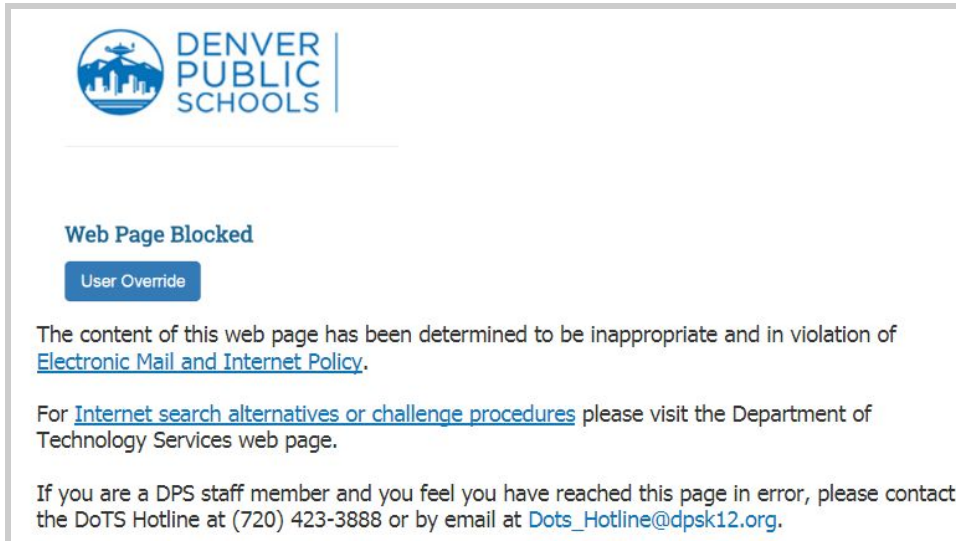 DENVER
PUBLIC
SCHOOLS
Web Page Blocked
User Override
The content of this web page has been determined to be inappropriate and in violation of
Electronic Mail and Internet Policy.
For Internet search alternatives or challenge procedures please visit the Department of
Technology Services web page.
If you are a DPS staff member and you feel you have reached this page in error, please contact
the DoTS Hotline at (720) 423-3888 or by email at Dots_Hotline@dpsk12.org.